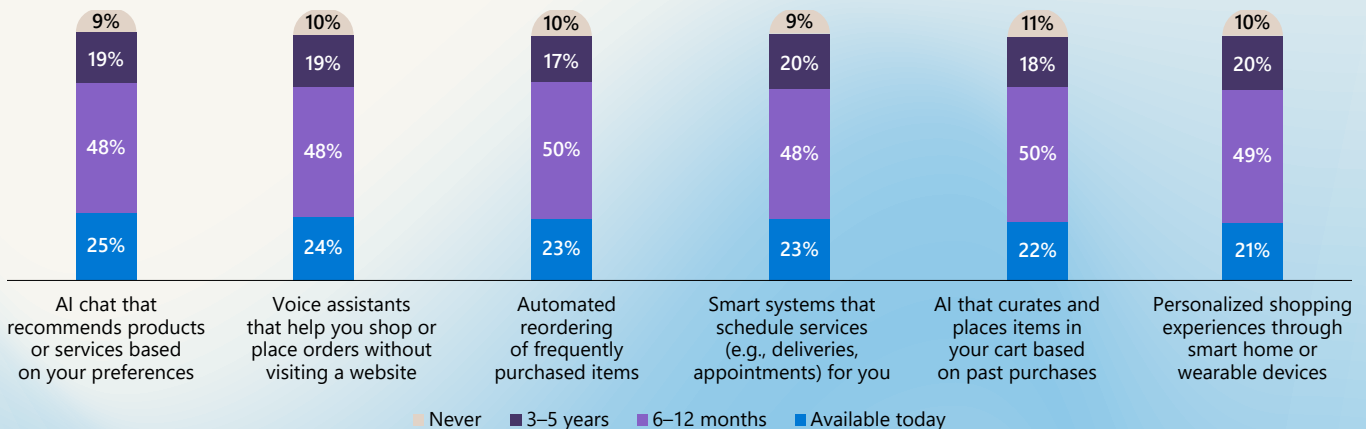 9% 10% 10% 9% 11% 10%
19% 19% 17% 20% 18% 20%
48% 48% 50% 48% 50% 49%
25% 24% 23% 23% 22% 21%
AI chat that
recommends products
or services based
on your preferences
Voice assistants
that help you shop or
place orders without
visiting a website
Automated
reordering
of frequently
purchased items
Smart systems that
schedule services
(e.g., deliveries,
appointments) for you
AI that curates and
places items in
your cart based
on past purchases
Personalized shopping
experiences through
smart home or
wearable devices
Never 3–5 years 6–12 months Available today